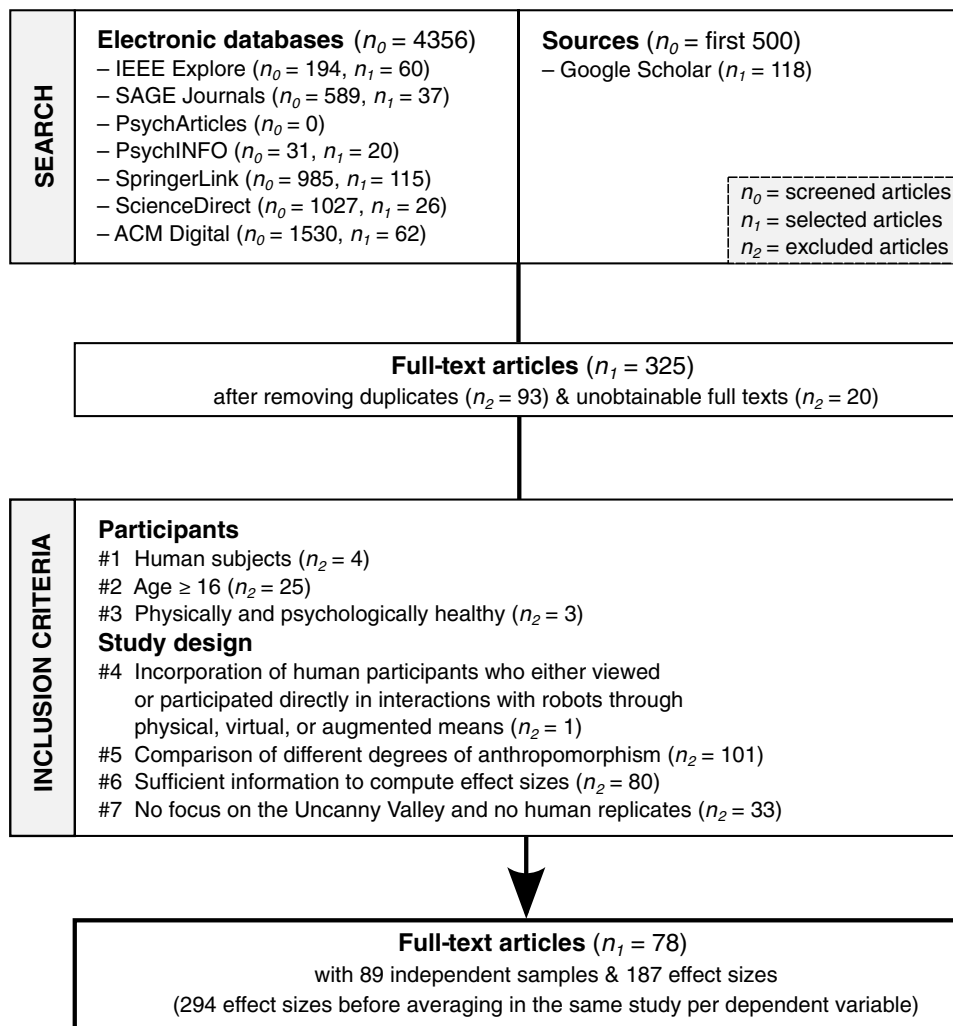 SEARCH
Electronic databases (n0 = 4356)
– IEEE Explore (n0 = 194, n1 = 60)
– SAGE Journals (n0 = 589, n1 = 37)
– PsychArticles (n0 = 0)
– PsychINFO (n0 = 31, n1 = 20)
– SpringerLink (n0 = 985, n1 = 115)
– ScienceDirect (n0 = 1027, n1 = 26)
– ACM Digital (n0 = 1530, n1 = 62)
Sources (n0 = first 500)
– Google Scholar (n1 = 118)
n0 = screened articles
n1 = selected articles
n2 = excluded articles
Full-text articles (n1 = 325)
after removing duplicates (n2 = 93) & unobtainable full texts (n2 = 20)
INCLUSION CRITERIA
Participants
#1 Human subjects (n2 = 4)
#2 Age ≥ 16 (n2 = 25)
#3 Physically and psychologically healthy (n2 = 3)
Study design
#4 Incorporation of human participants who either viewed
or participated directly in interactions with robots through
physical, virtual, or augmented means (n2 = 1)
#5 Comparison of different degrees of anthropomorphism (n2 = 101)
#6 Sufficient information to compute effect sizes (n2 = 80)
#7 No focus on the Uncanny Valley and no human replicates (n2 = 33)
Full-text articles (n1 = 78)
with 89 independent samples & 187 effect sizes
(294 effect sizes before averaging in the same study per dependent variable)